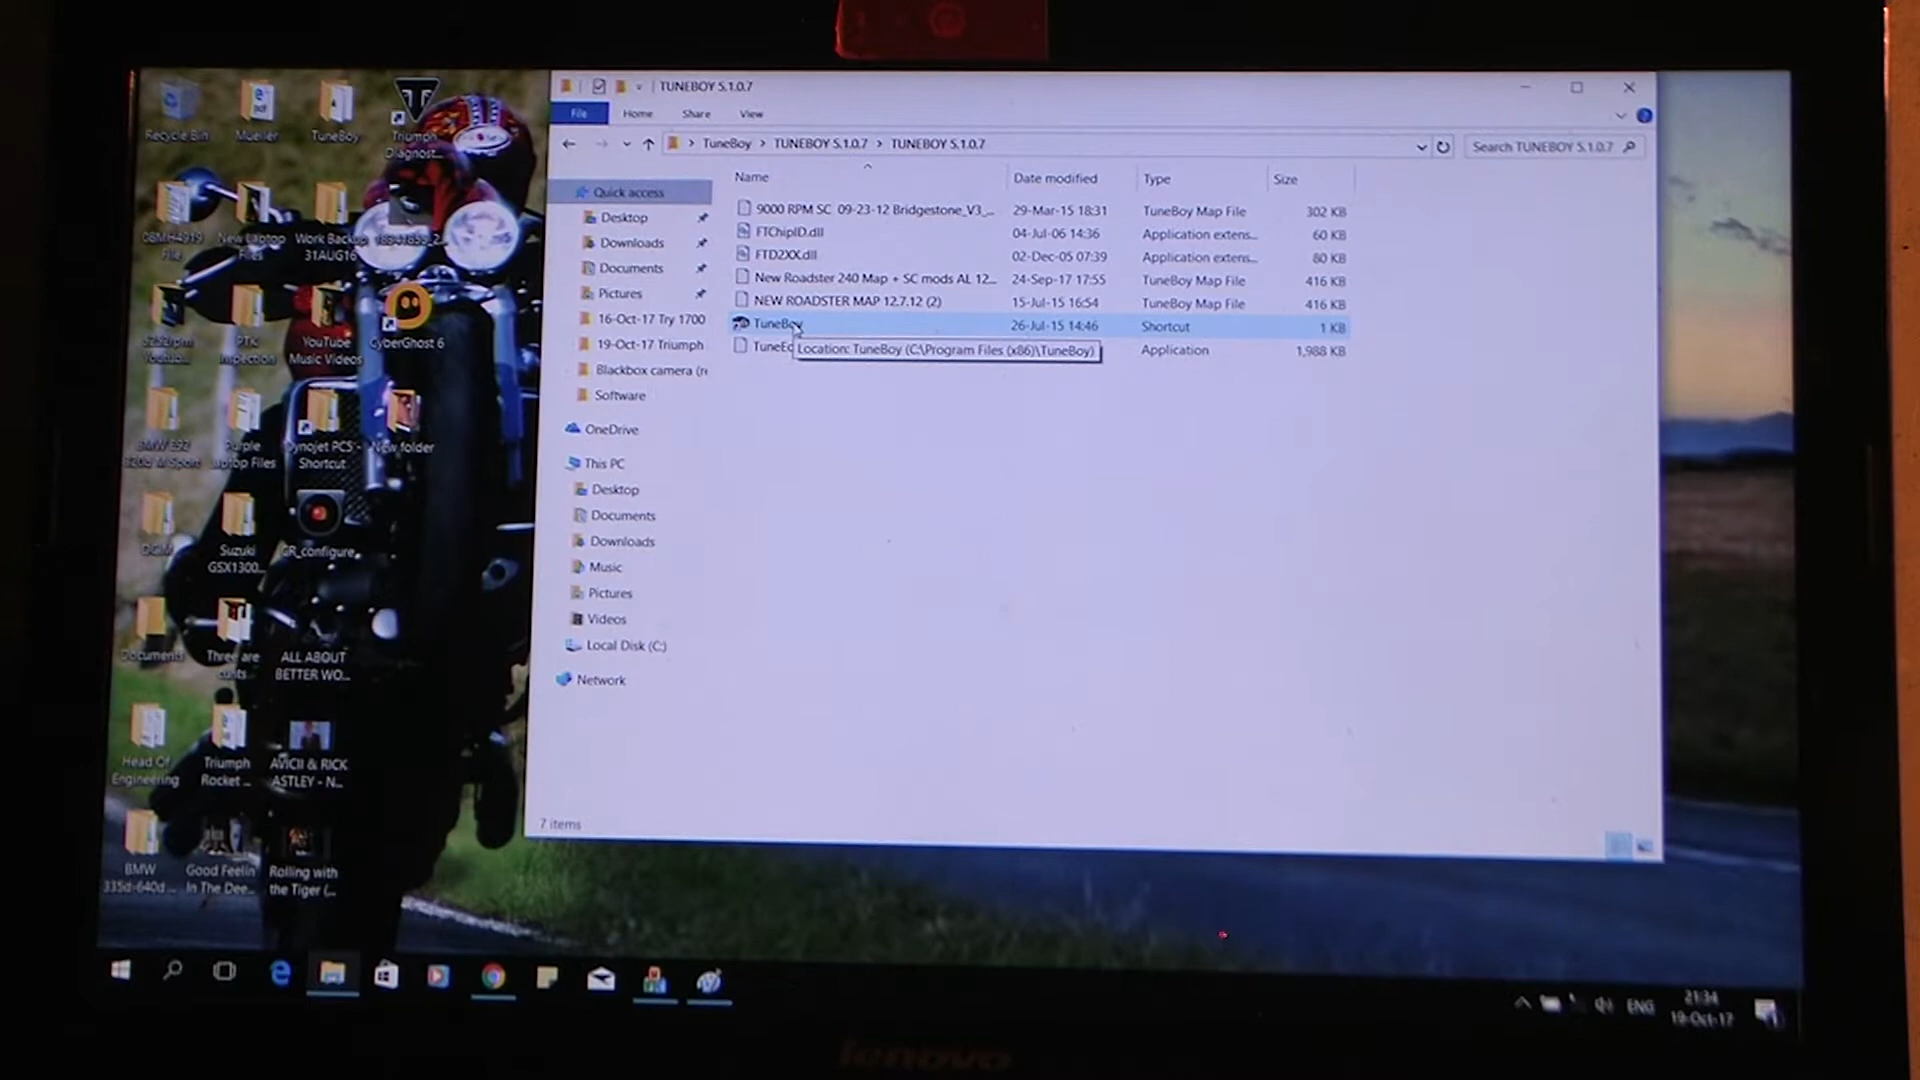 TUNEBOY 5.1.0.7
File
Home
Share
View
TuneBoy > TUNEBOY 5.1.0.7 > TUNEBOY 5.1.0.7
Search TUNEBOY 5.1.0.7
Name
Date modified
Type
Size
9000 RPM SC 09-23-12 Bridgestone_V3_...
29-Mar-15 18:31
TuneBoy Map File
302 KB
FTChipID.dll
04-Jul-06 14:36
Application extens...
60 KB
FTD2XX.dll
02-Dec-05 07:39
Application extens...
80 KB
New Roadster 240 Map + SC mods AL 12...
24-Sep-17 17:55
TuneBoy Map File
416 KB
NEW ROADSTER MAP 12.7.12 (2)
15-Jul-15 16:54
TuneBoy Map File
416 KB
TuneBoy
26-Jul-15 14:46
Shortcut
1 KB
TuneEd
Location: TuneBoy (C:\Program Files (x86)\TuneBoy)
Application
1,988 KB
Quick access
Desktop
Downloads
Documents
Pictures
16-Oct-17 Try 1700
19-Oct-17 Triumph
Blackbox camera (re
Software
OneDrive
This PC
Desktop
Documents
Downloads
Music
Pictures
Videos
Local Disk (C:)
Network
7 items
Recycle Bin
Mueller
TuneBoy
Triumph
Diagnost...
File
New Laptop
Files
Work Backup
31AUG16
YouTube
Music Videos
PTK
Inspection
CyberGhost 6
BMW E92
320d M Sport
Purple
Laptop Files
Dynojet PC5 -
Shortcut
New folder
DCIM
Suzuki
GSX1300...
GR_configure
Documents
Three are
cunts
ALL ABOUT
BETTER WO...
Head Of
Engineering
Triumph
Rocket ...
AVICII & RICK
ASTLEY - N...
BMW
335d-640d ...
Good Feelin
In The Dee...
Rolling with
the Tiger (...
ENG
21:34
19-Oct-17
lenovo